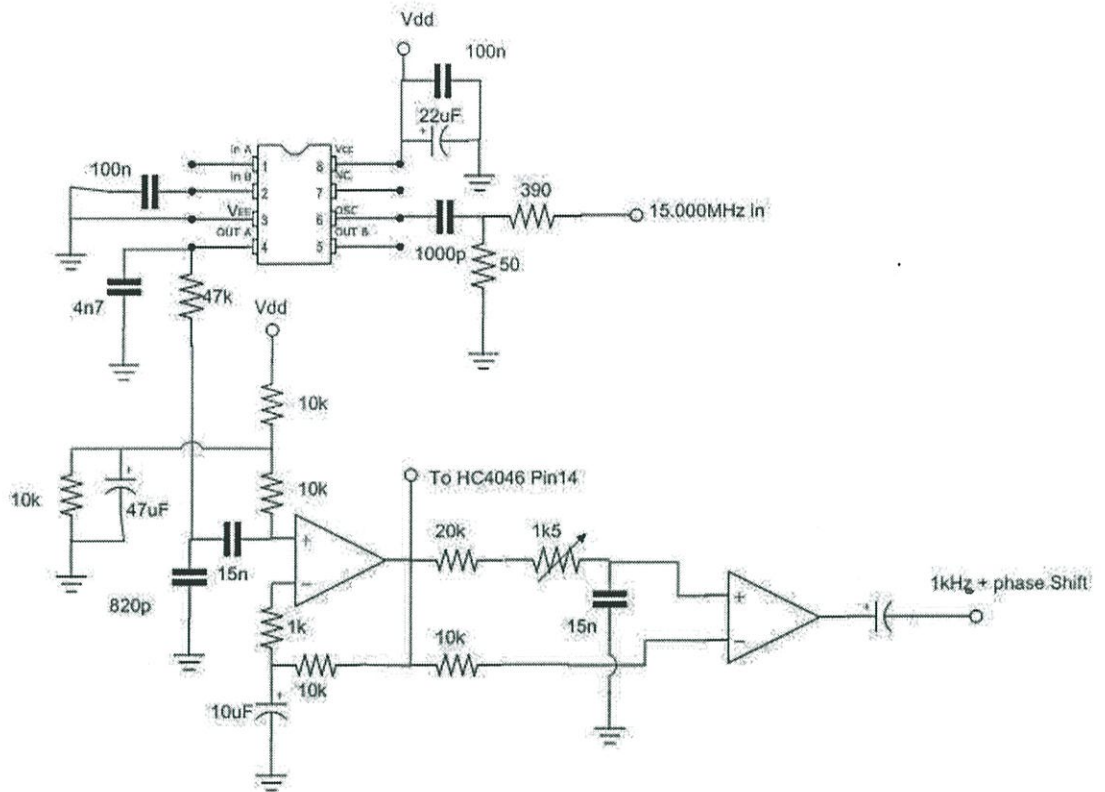 Vdd
100n
22uF
100n
In A
1
8
Vcc
In B
2
7
NC
VEE
3
6
OSC
OUT A
4
5
OUT B
390
15.000MHz in
1000p
50
4n7
47k
Vdd
10k
10k
47uF
10k
To HC4046 Pin14
20k
1k5
+
-
15n
820p
1k
15n
10k
10k
10uF
+
-
1kHz + phase Shift